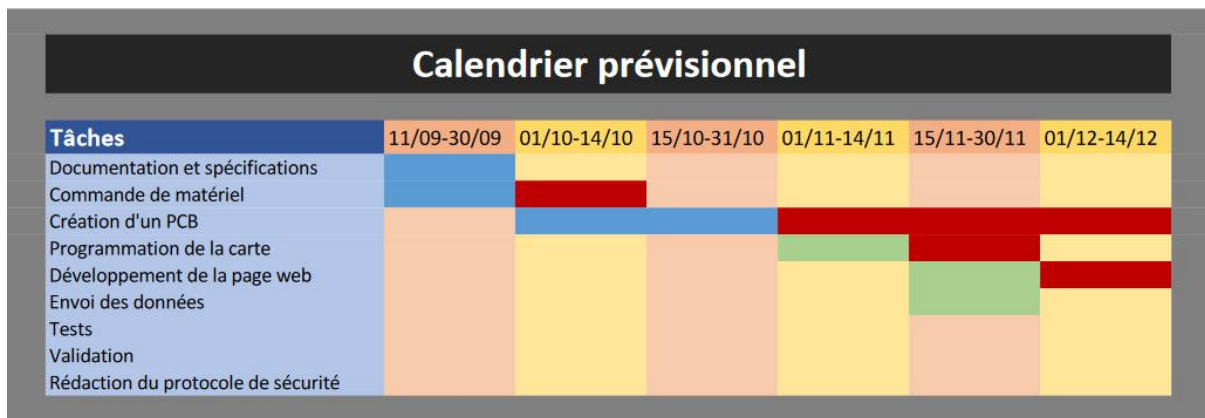 Calendrier prévisionnel
Tâches 11/09-30/09 01/10-14/10 15/10-31/10 01/11-14/11 15/11-30/11 01/12-14/12
Documentation et spécifications
Commande de matériel
Création d'un PCB
Programmation de la carte
Développement de la page web
Envoi des données
Tests
Validation
Rédaction du protocole de sécurité